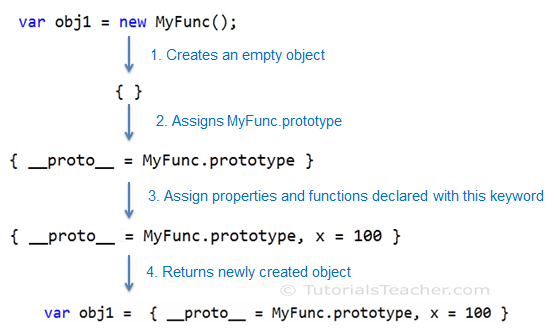 var obj1 = new MyFunc();
1. Creates an empty object
{ }
2. Assigns MyFunc.prototype
{ __proto__ = MyFunc.prototype }
3. Assign properties and functions declared with this keyword
{ __proto__ = MyFunc.prototype, x = 100 }
4. Returns newly created object
© TutorialsTeacher.com
var obj1 = { __proto__ = MyFunc.prototype, x = 100 }